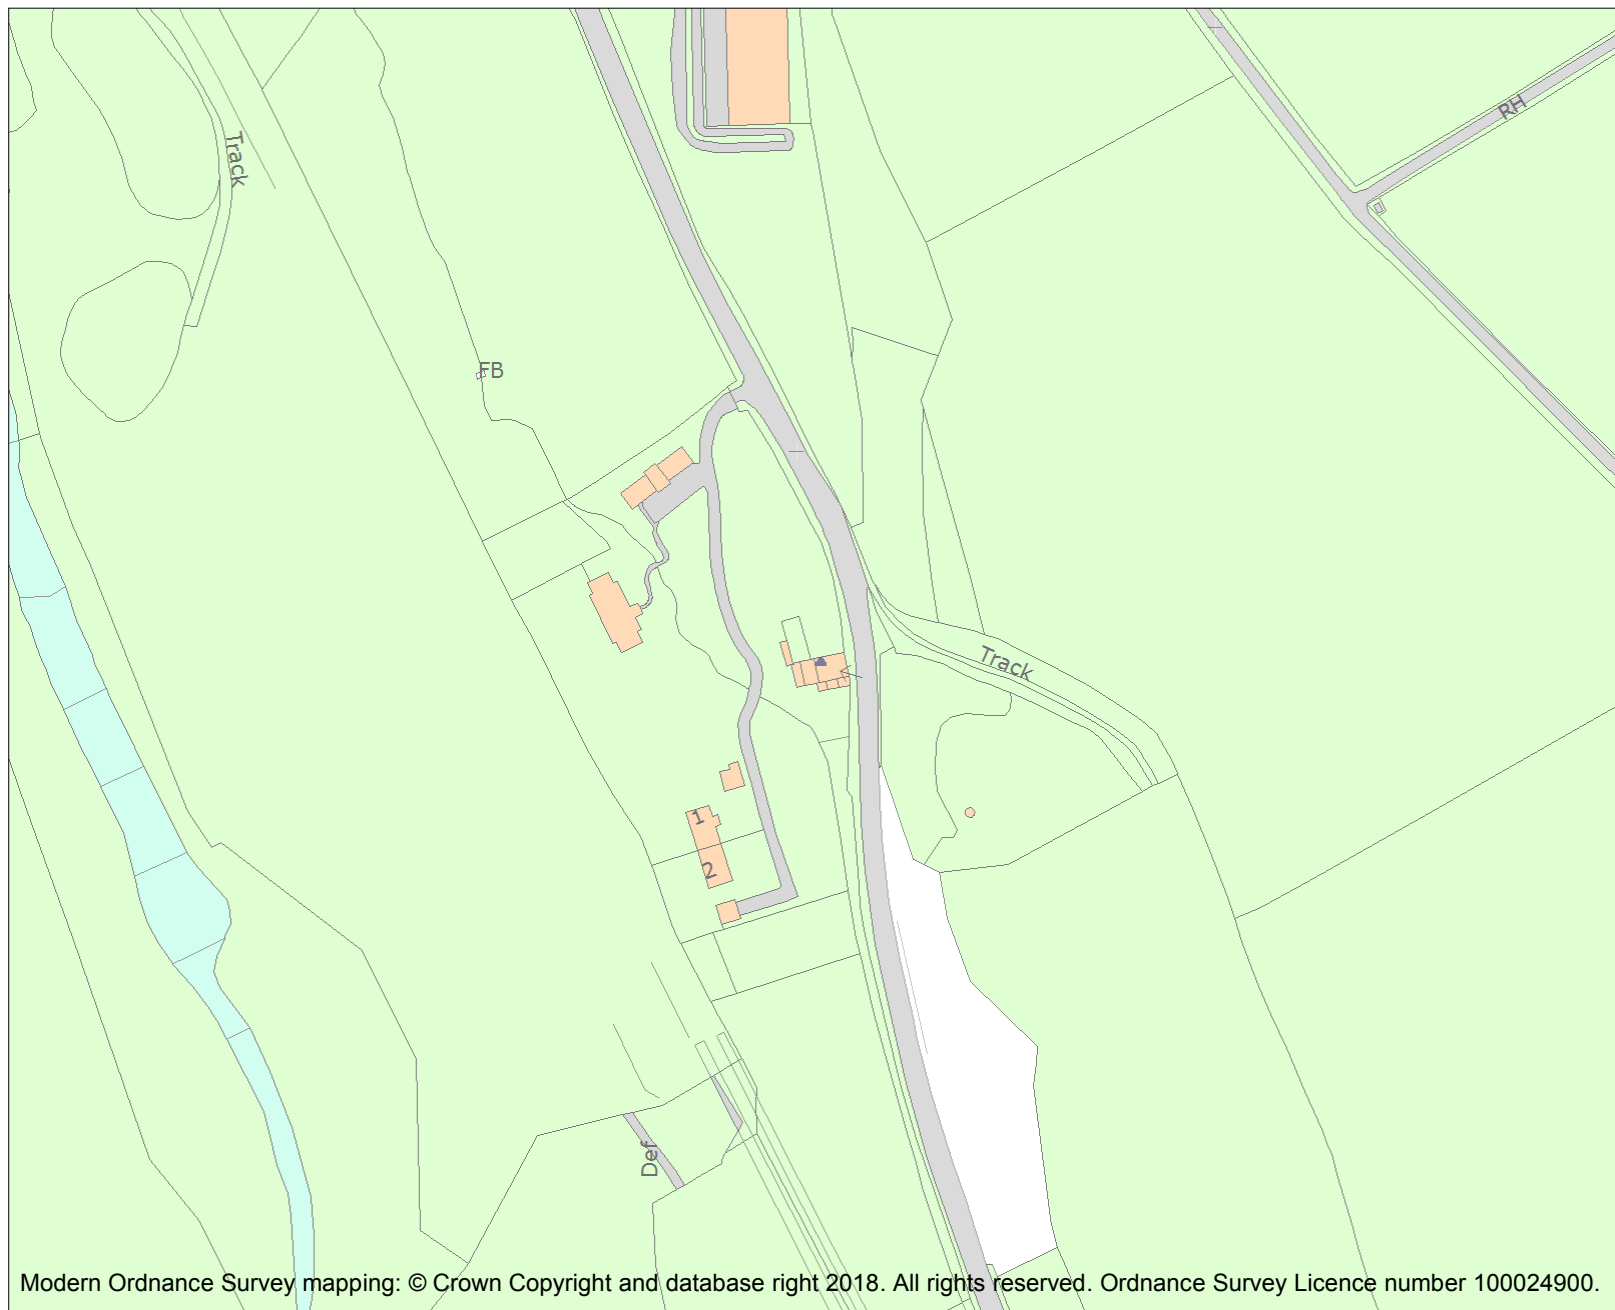 RH
Track
FB
Track
1
2
Def
Modern Ordnance Survey mapping: © Crown Copyright and database right 2018. All rights reserved. Ordnance Survey Licence number 100024900.